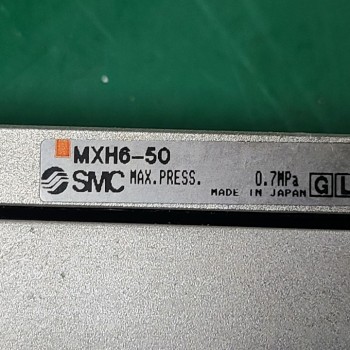 MXH6-50
SMC MAX.PRESS. 0.7MPa
MADE IN JAPAN G L